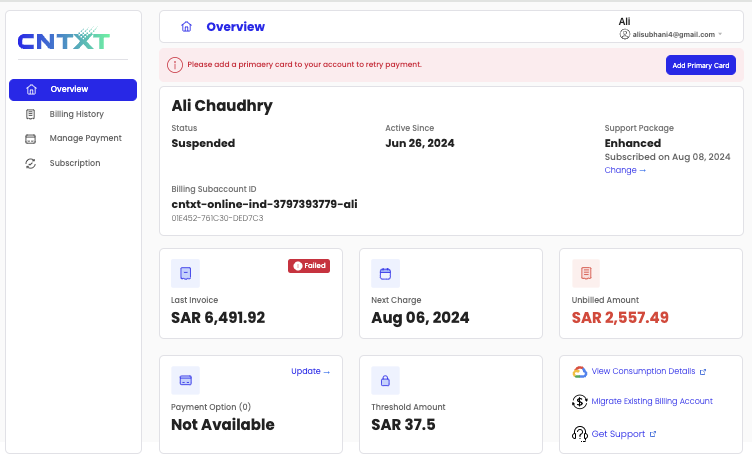 CNTXT
Overview
Billing History
Manage Payment
Subscription
Overview
Ali
alisubhani4@gmail.com
Please add a primaery card to your account to retry payment.
Add Primary Card
Ali Chaudhry
Status
Suspended
Active Since
Jun 26, 2024
Support Package
Enhanced
Subscribed on Aug 08, 2024
Change →
Billing Subaccount ID
cntxt-online-ind-3797393779-ali
01E452-761C30-DED7C3
Failed
Last Invoice
SAR 6,491.92
Next Charge
Aug 06, 2024
Unbilled Amount
SAR 2,557.49
Update →
Payment Option (0)
Not Available
Threshold Amount
SAR 37.5
View Consumption Details
Migrate Existing Billing Account
Get Support